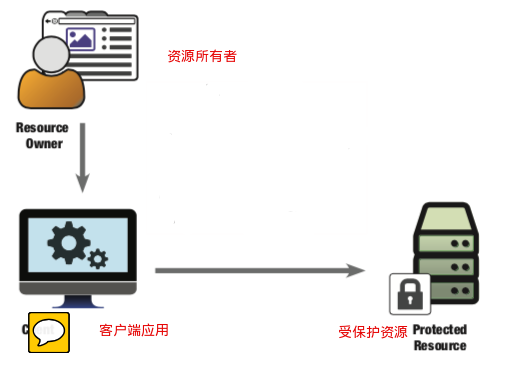 资源所有者
Resource
Owner
客户端应用
受保护资源 Protected
Resource